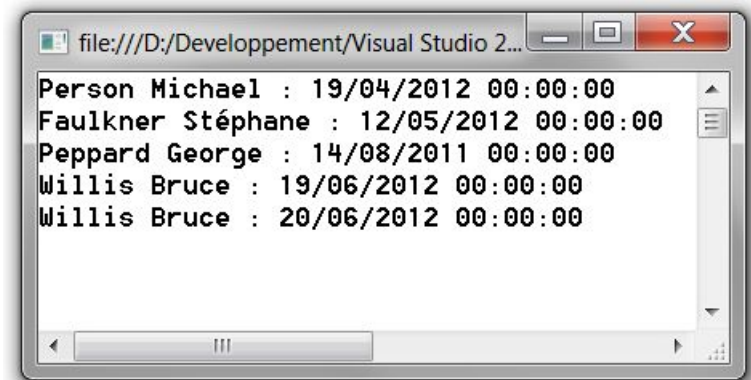 file:///D:/Developpement/Visual Studio 2...
Person Michael : 19/04/2012 00:00:00
Faulkner Stéphane : 12/05/2012 00:00:00
Peppard George : 14/08/2011 00:00:00
Willis Bruce : 19/06/2012 00:00:00
Willis Bruce : 20/06/2012 00:00:00